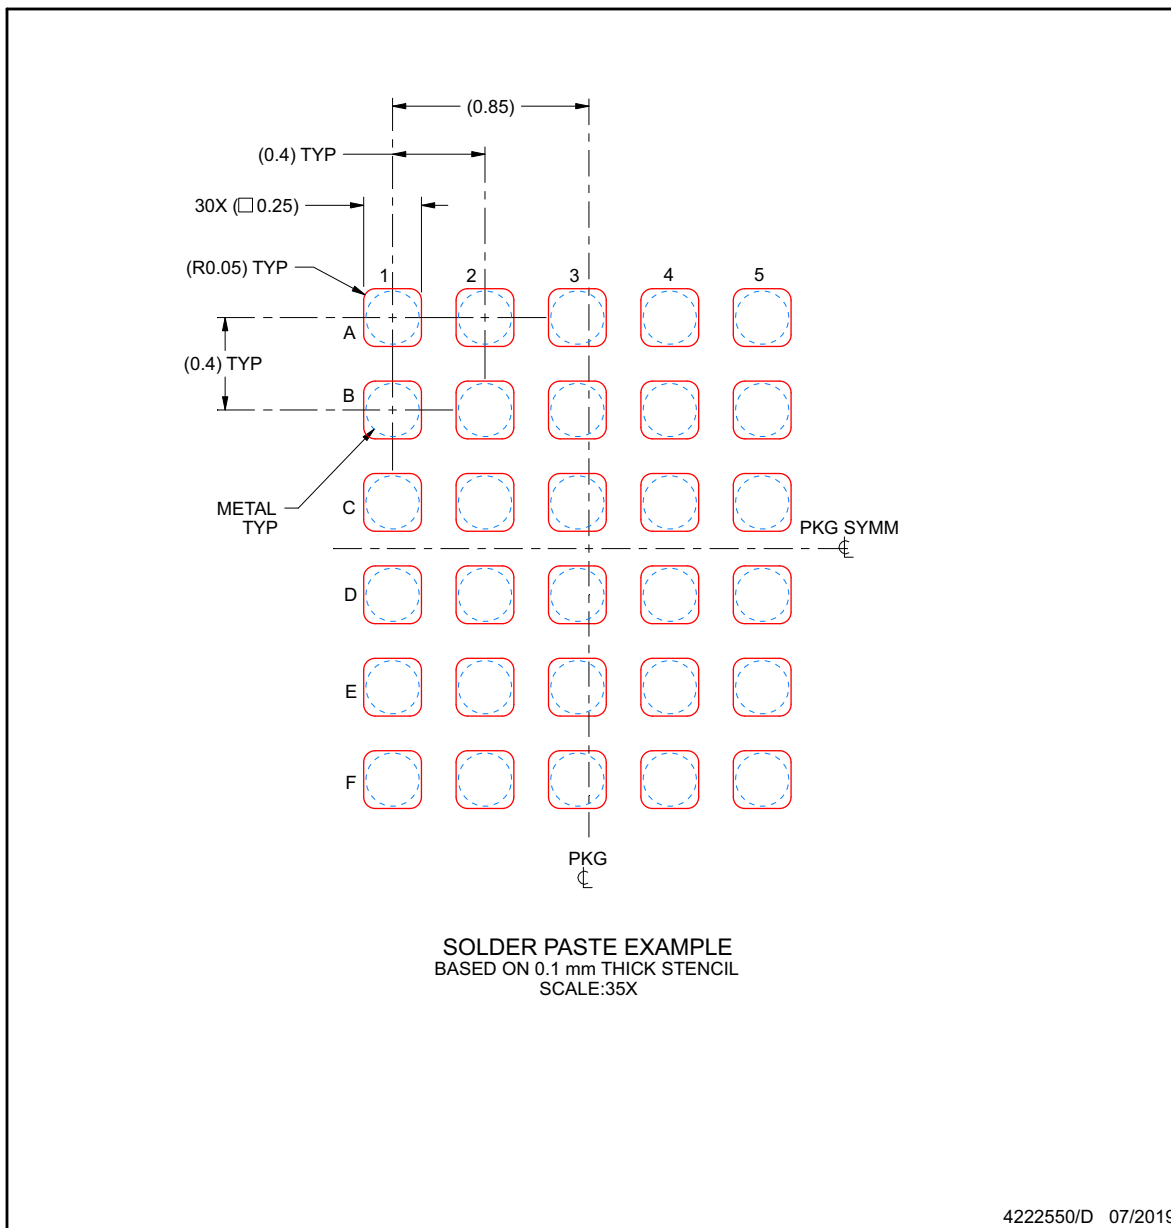 (0.85)
(0.4) TYP
30X (□ 0.25)
(R0.05) TYP
1 2 3 4 5
A
(0.4) TYP
B
METAL
TYP
C
PKG SYMM
℄
D
E
F
PKG
℄
SOLDER PASTE EXAMPLE
BASED ON 0.1 mm THICK STENCIL
SCALE:35X
4222550/D 07/2019